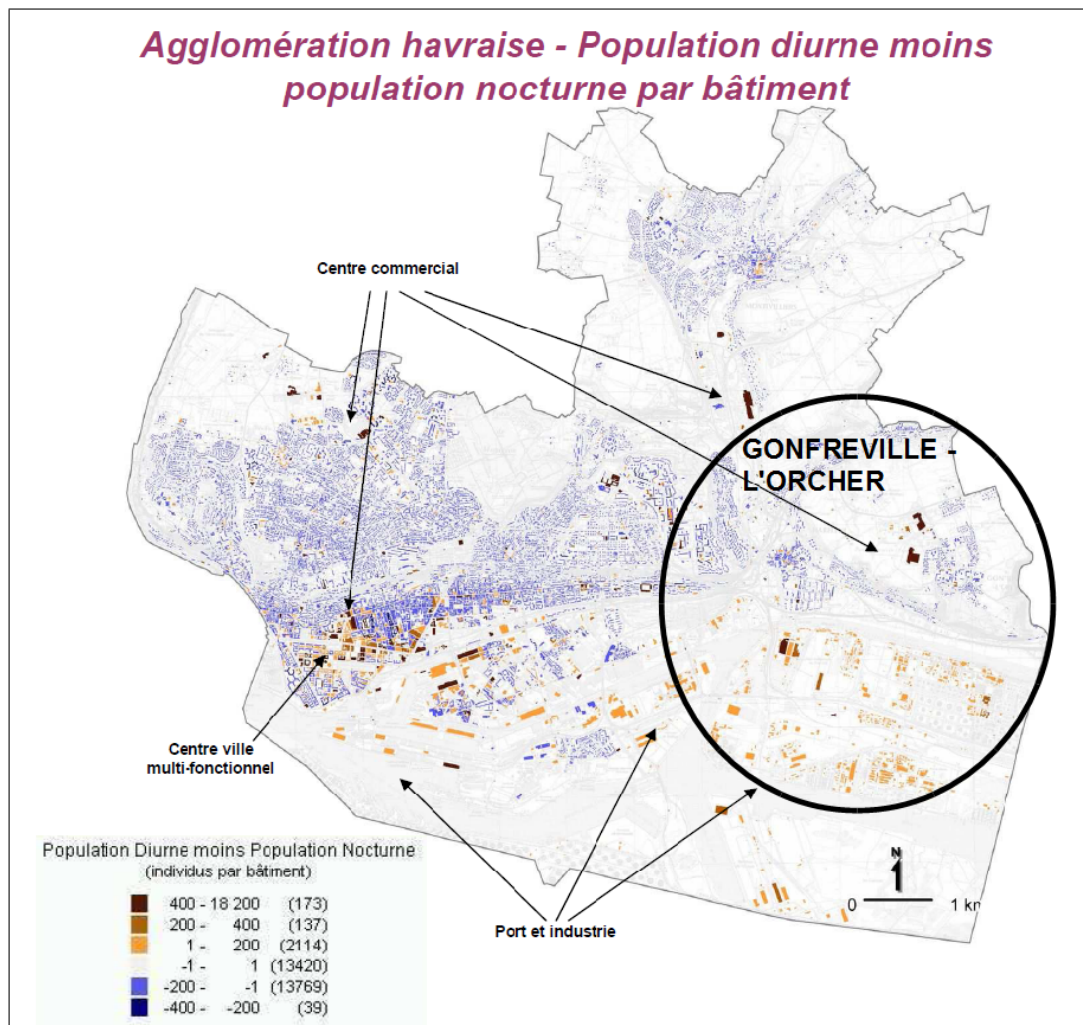 Agglomération havraise - Population diurne moins
population nocturne par bâtiment
Centre commercial
GONFREVILLE -
L'ORCHER
Centre ville
multi-fonctionnel
Port et industrie
N
0 1 km
Population Diurne moins Population Nocturne
(individus par bâtiment)
400 - 18 200 (173)
200 - 400 (137)
1 - 200 (2114)
-1 - 1 (13420)
-200 - -1 (13769)
-400 - -200 (39)